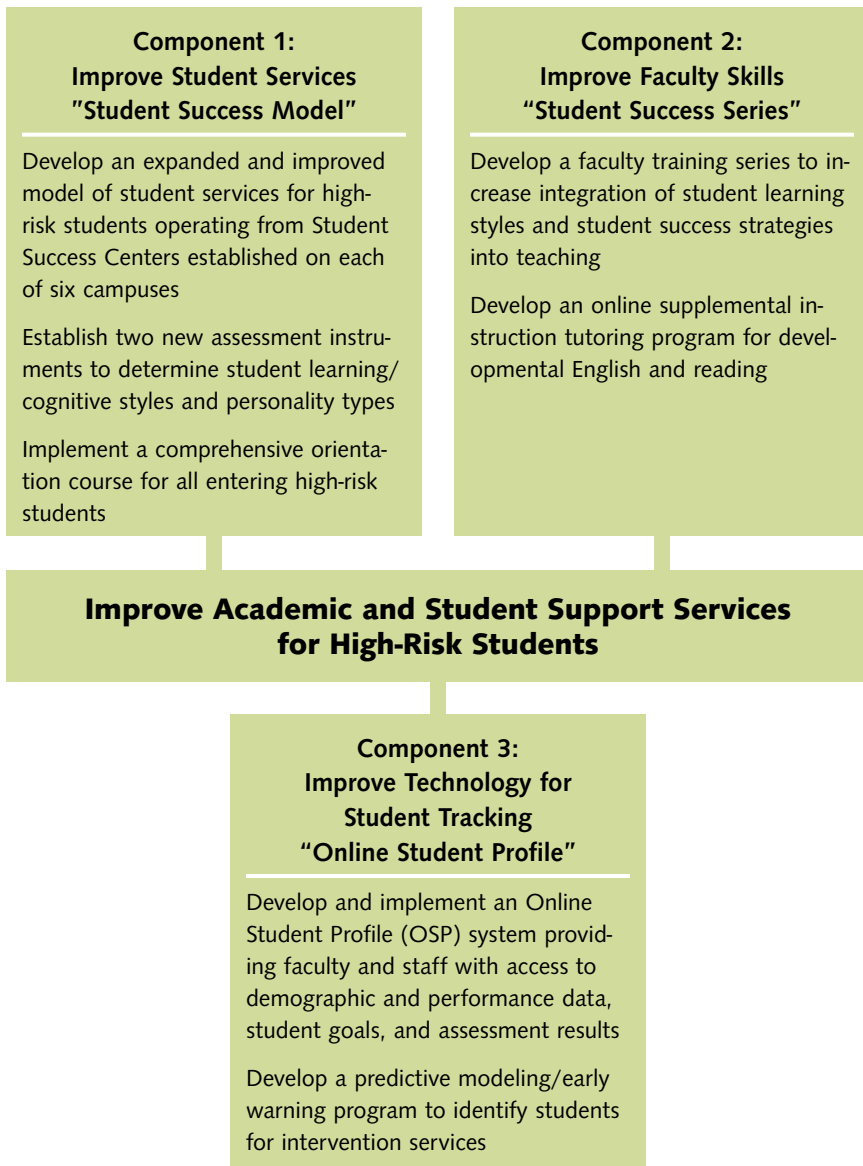 Component 1:
Improve Student Services
"Student Success Model”
Develop an expanded and improved
model of student services for high-
risk students operating from Student
Success Centers established on each
of six campuses
Establish two new assessment instru-
ments to determine student learning/
cognitive styles and personality types
Implement a comprehensive orienta-
tion course for all entering high-risk
students
Component 2:
Improve Faculty Skills
“Student Success Series”
Develop a faculty training series to in-
crease integration of student learning
styles and student success strategies
into teaching
Develop an online supplemental in-
struction tutoring program for devel-
opmental English and reading
Improve Academic and Student Support Services
for High-Risk Students
Component 3:
Improve Technology for
Student Tracking
“Online Student Profile”
Develop and implement an Online
Student Profile (OSP) system provid-
ing faculty and staff with access to
demographic and performance data,
student goals, and assessment results
Develop a predictive modeling/early
warning program to identify students
for intervention services